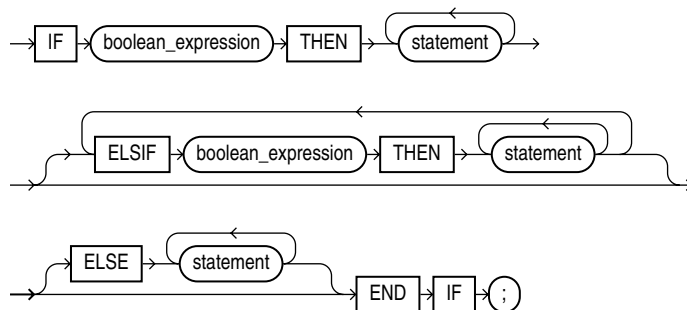 IF boolean_expression THEN statement
ELSIF boolean_expression THEN statement
ELSE statement
END IF ;